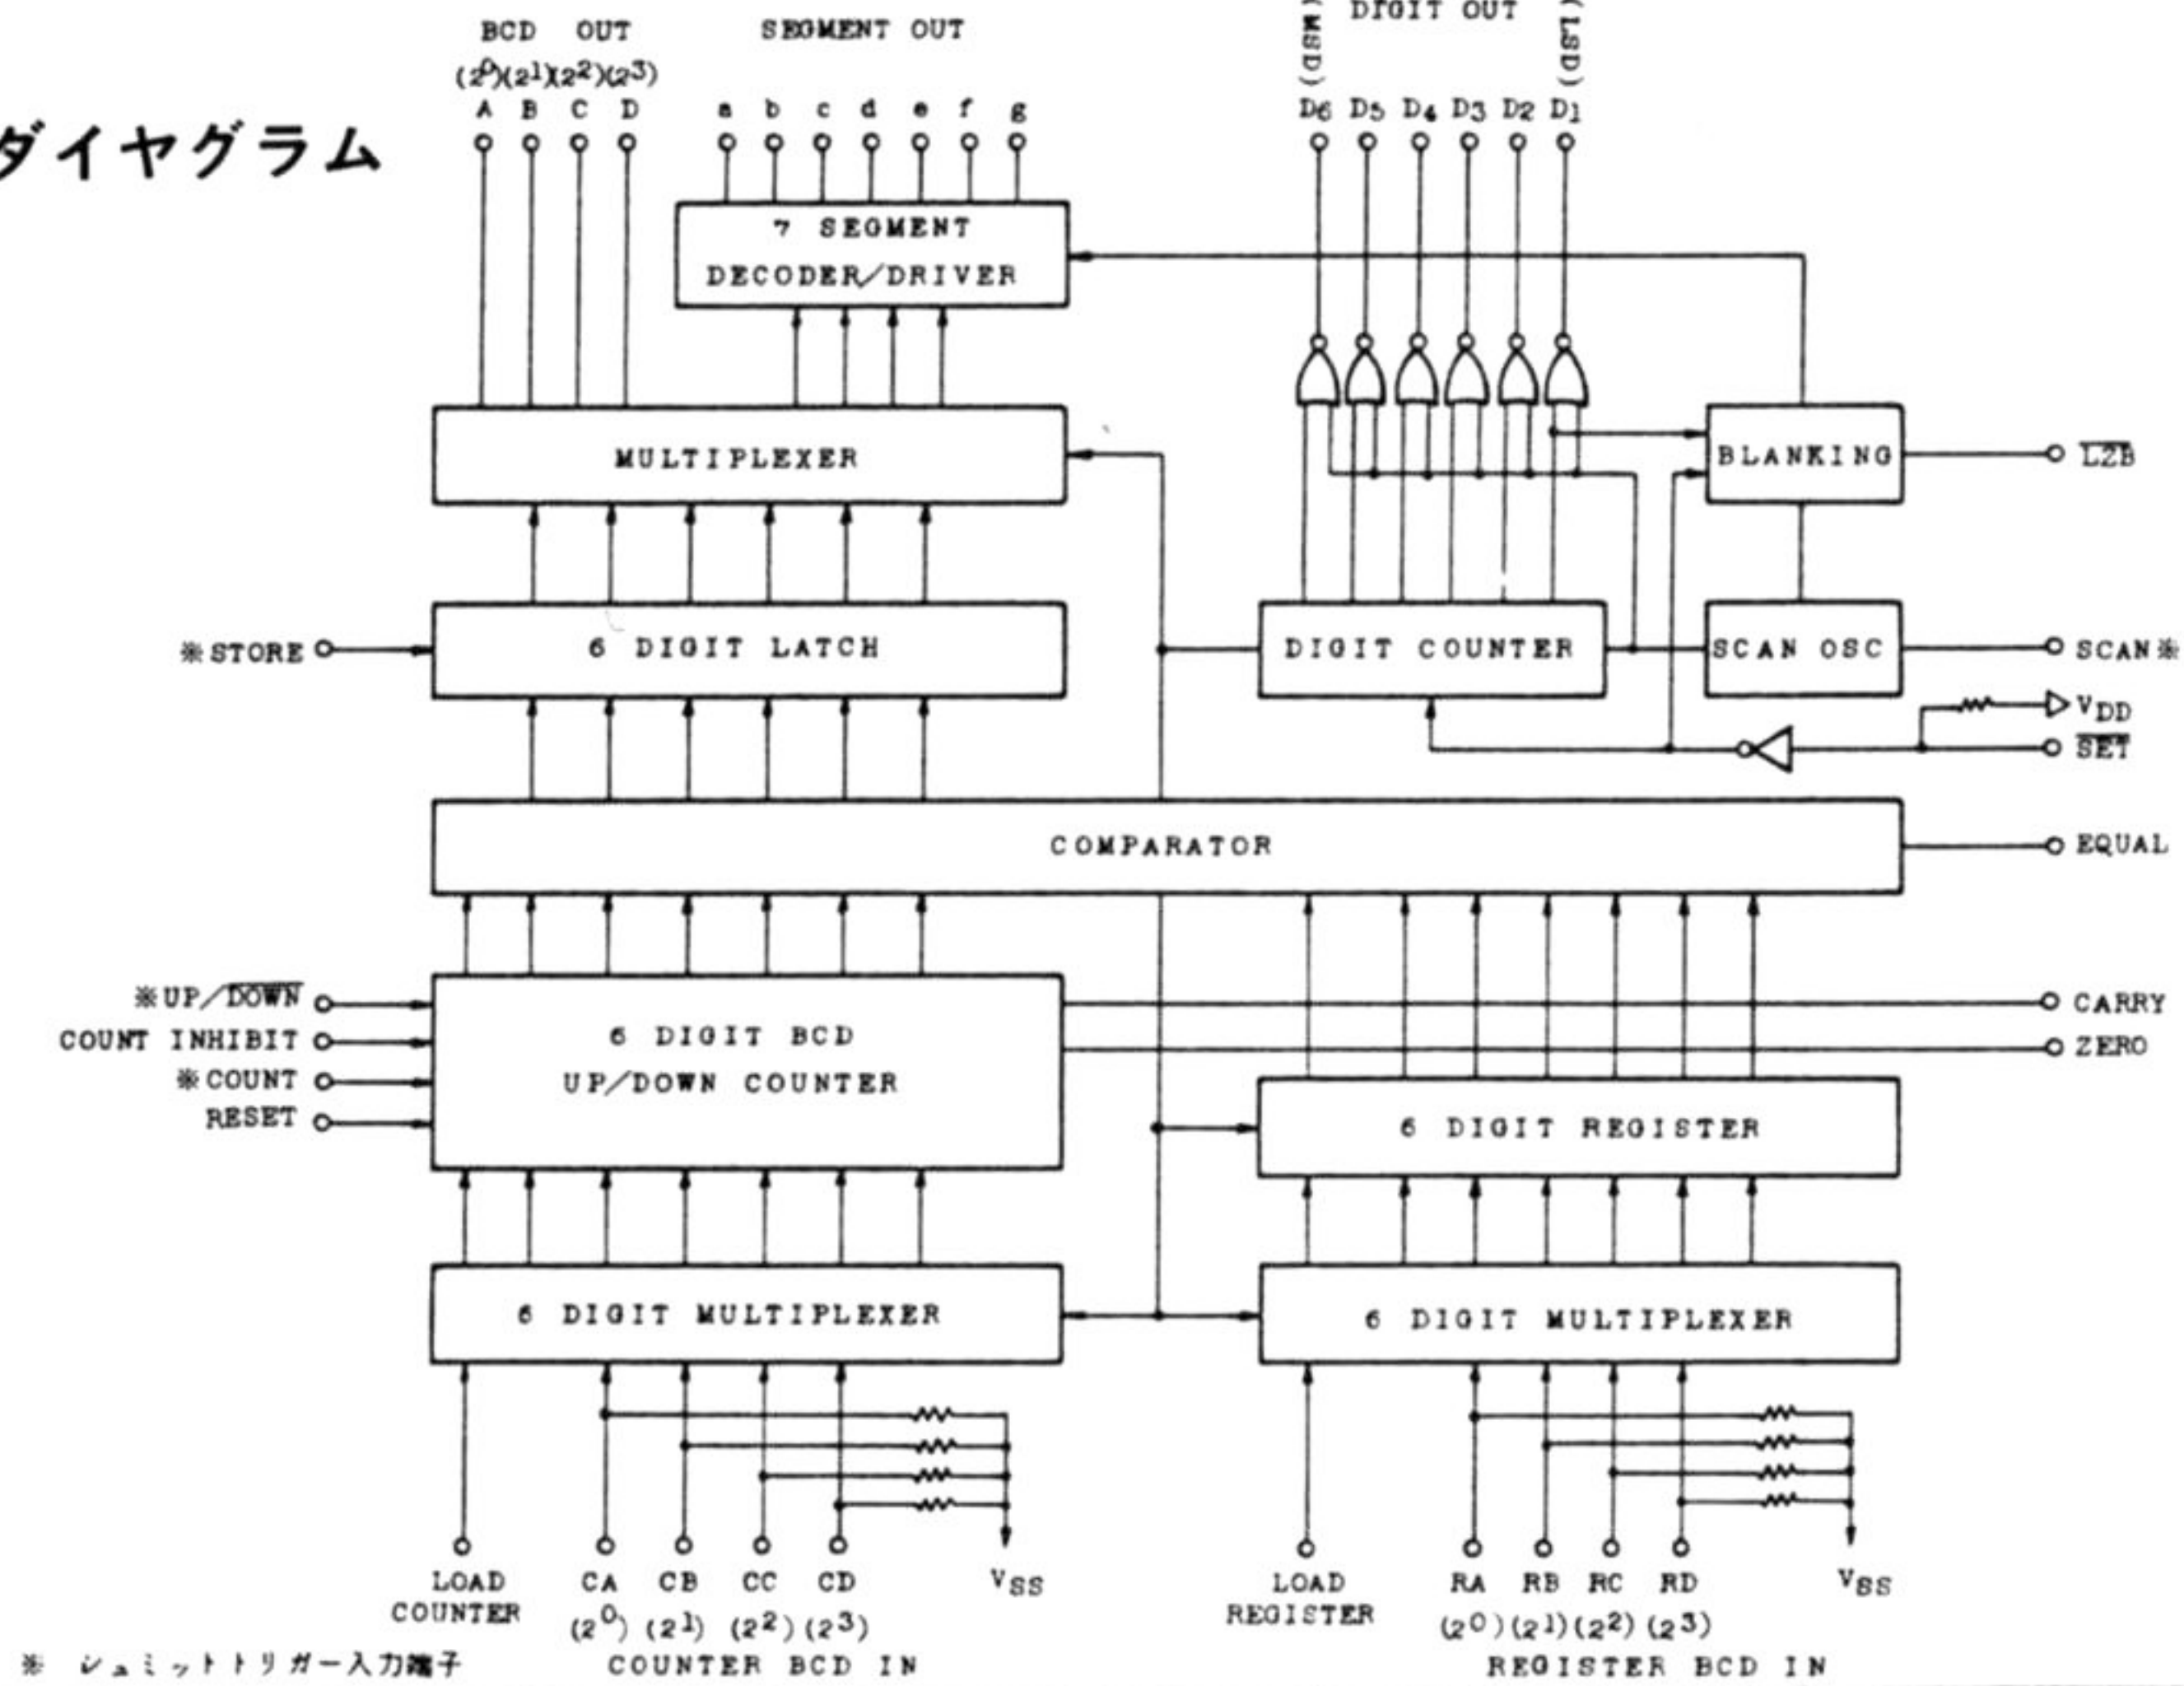 ダイヤグラム
BCD OUT
(2⁰)(2¹)(2²)(2³)
A B C D
SEGMENT OUT
a b c d e f g
(MSD) DIGIT OUT (LSD)
D6 D5 D4 D3 D2 D1
7 SEGMENT
DECODER/DRIVER
MULTIPLEXER
BLANKING
L̅Z̅B̅
※STORE
6 DIGIT LATCH
DIGIT COUNTER
SCAN OSC
SCAN※
VDD
S̅E̅T̅
COMPARATOR
EQUAL
※UP/D̅O̅W̅N̅
COUNT INHIBIT
※COUNT
RESET
6 DIGIT BCD
UP/DOWN COUNTER
CARRY
ZERO
6 DIGIT REGISTER
6 DIGIT MULTIPLEXER
6 DIGIT MULTIPLEXER
LOAD
COUNTER
CA CB CC CD
(2⁰) (2¹) (2²) (2³)
VSS
COUNTER BCD IN
LOAD
REGISTER
RA RB RC RD
(2⁰) (2¹) (2²) (2³)
VSS
REGISTER BCD IN
※ シュミットトリガー入力端子